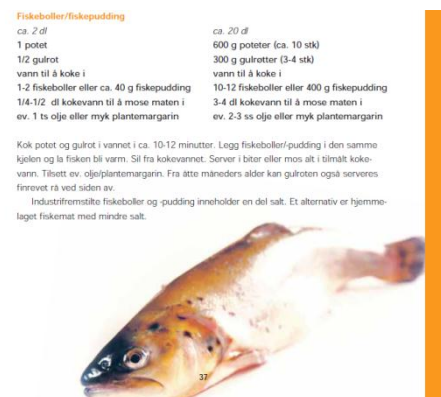 Fiskeboller/fiskepudding
ca. 2 dl
1 potet
1/2 gulrot
vann til å koke i
1-2 fiskeboller eller ca. 40 g fiskepudding
1/4-1/2 dl kokevann til å mose maten i
ev. 1 ts olje eller myk plantemargarin
ca. 20 dl
600 g poteter (ca. 10 stk)
300 g gulrøtter (3-4 stk)
vann til å koke i
10-12 fiskeboller eller 400 g fiskepudding
3-4 dl kokevann til å mose maten i
ev. 2-3 ss olje eller myk plantemargarin
Kok potet og gulrot i vannet i ca. 10-12 minutter. Legg fiskeboller/-pudding i den samme
kjelen og la fisken bli varm. Sil fra kokevannet. Server i biter eller mos alt i tilmålt koke-
vann. Tilsett ev. olje/plantemargarin. Fra åtte måneders alder kan gulroten også serveres
finrevet rå ved siden av.
Industrifremstilte fiskeboller og -pudding inneholder en del salt. Et alternativ er hjemme-
laget fiskemat med mindre salt.
37